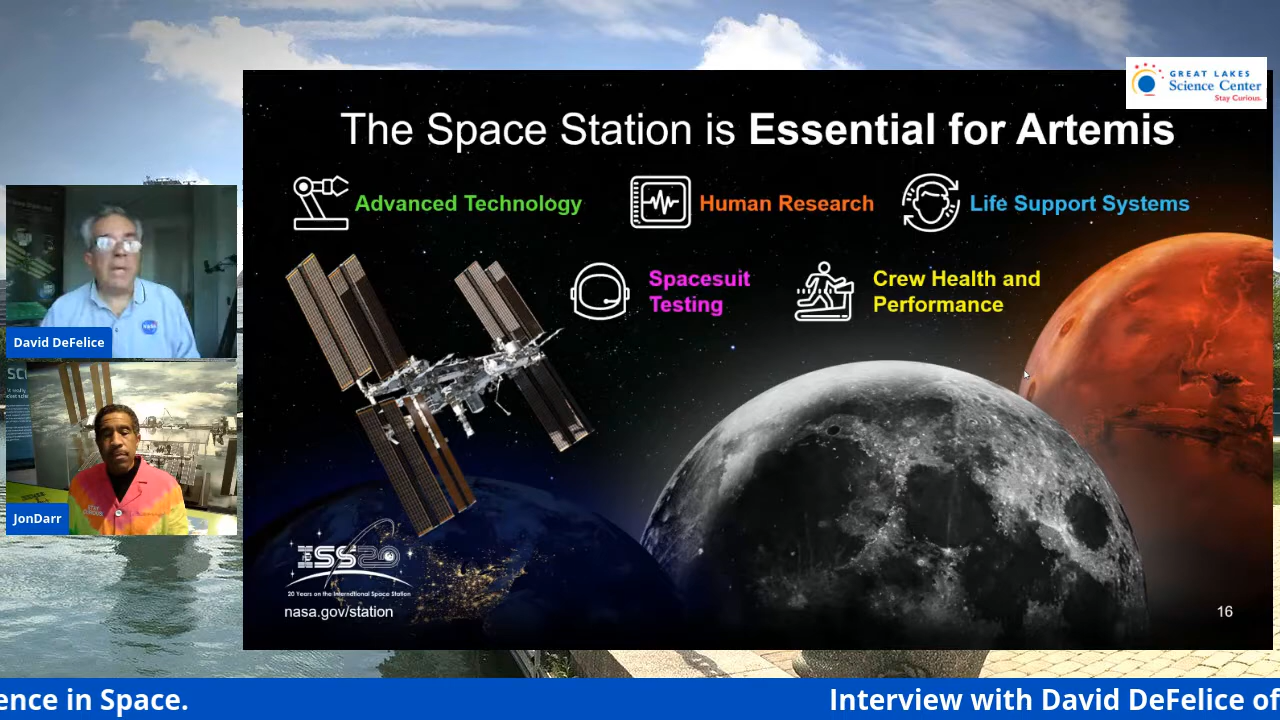 GREAT LAKES
Science Center
Stay Curious.
The Space Station is Essential for Artemis
Advanced Technology
Human Research
Life Support Systems
Spacesuit
Testing
Crew Health and
Performance
David DeFelice
JonDarr
ISS20
20 Years on the International Space Station
nasa.gov/station
16
ence in Space.
Interview with David DeFelice of